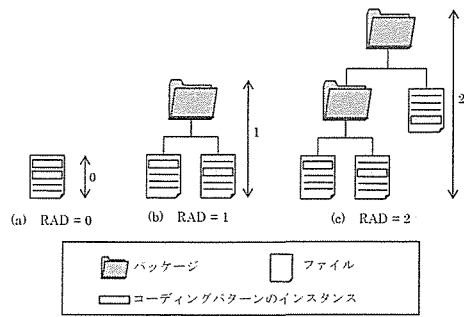 2
1
0
(a) RAD = 0
(b) RAD = 1
(c) RAD = 2
パッケージ
ファイル
コーディングパターンのインスタンス